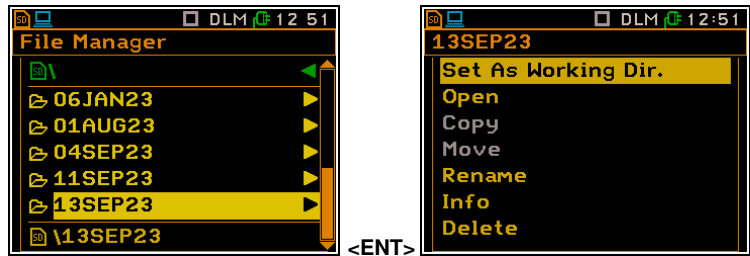 DLM 12 51
File Manager
\
06JAN23
01AUG23
04SEP23
11SEP23
13SEP23
\13SEP23
<ENT>
DLM 12:51
13SEP23
Set As Working Dir.
Open
Copy
Move
Rename
Info
Delete